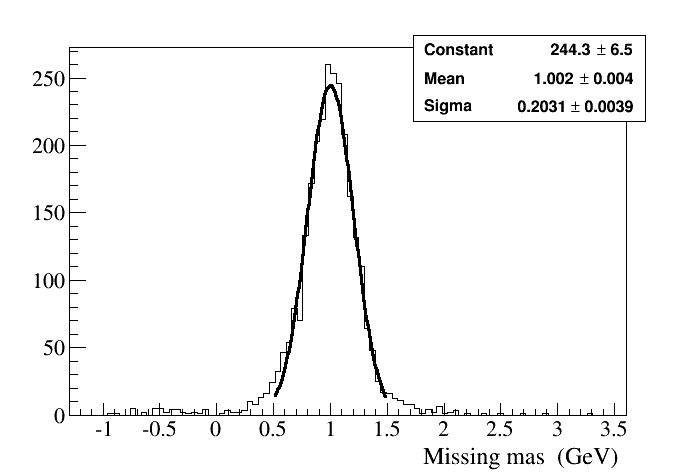 Constant 244.3 ± 6.5
Mean 1.002 ± 0.004
Sigma 0.2031 ± 0.0039
250
200
150
100
50
0
-1 -0.5 0 0.5 1 1.5 2 2.5 3 3.5
Missing mas (GeV)